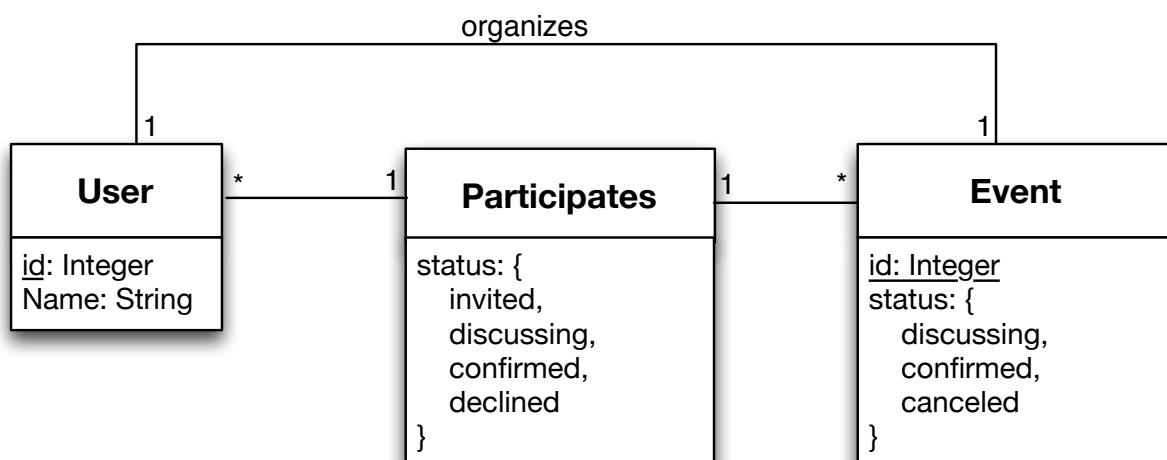 organizes
1
1
User
*
1
Participates
1
*
Event
id: Integer
Name: String
status: {
invited,
discussing,
confirmed,
declined
}
id: Integer
status: {
discussing,
confirmed,
canceled
}